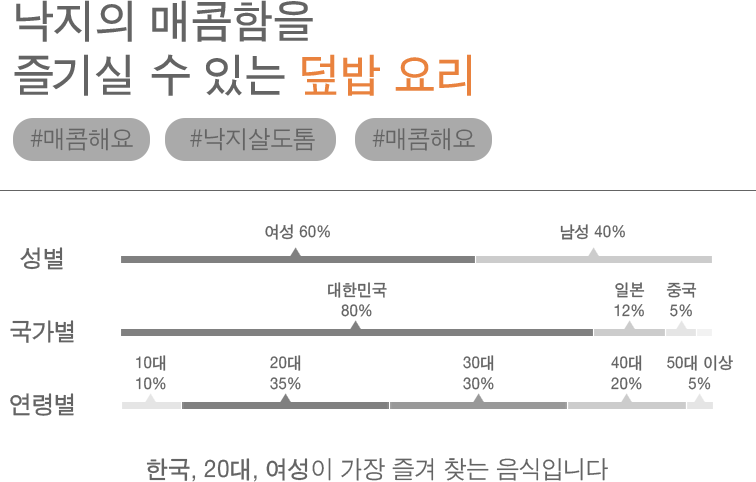 낙지의 매콤함을
즐기실 수 있는 덮밥 요리
#매콤해요 #낙지살도톰 #매콤해요
여성 60% 남성 40%
성별
대한민국 일본 중국
80% 12% 5%
국가별
10대 20대 30대 40대 50대 이상
10% 35% 30% 20% 5%
연령별
한국, 20대, 여성이 가장 즐겨 찾는 음식입니다